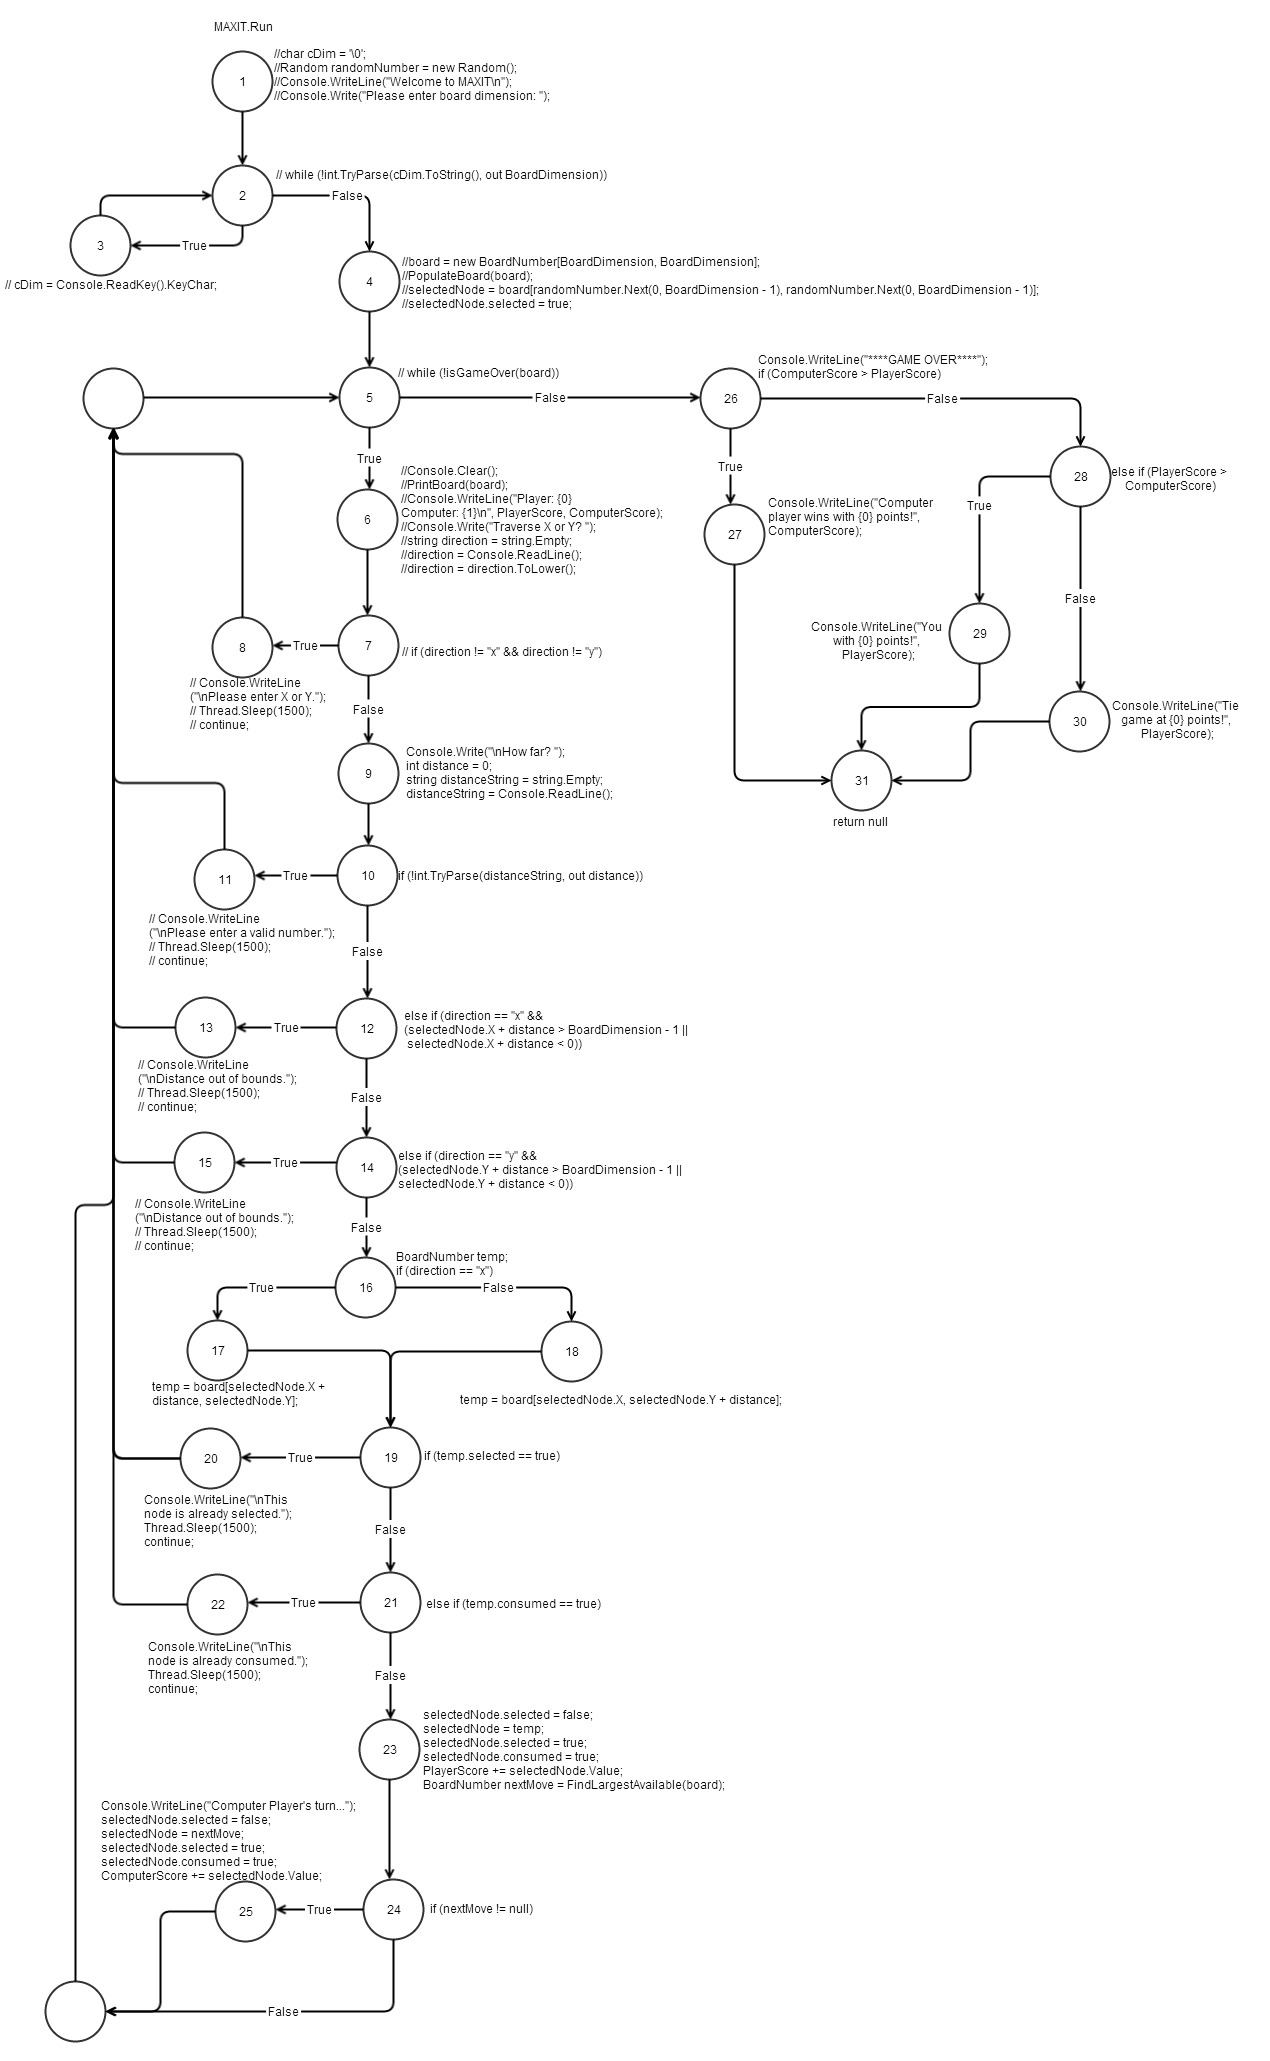 MAXIT.Run
1
//char cDim = '\0';
//Random randomNumber = new Random();
//Console.WriteLine("Welcome to MAXIT\n");
//Console.Write("Please enter board dimension: ");
2
// while (!int.TryParse(cDim.ToString(), out BoardDimension))
False
True
3
// cDim = Console.ReadKey().KeyChar;
4
//board = new BoardNumber[BoardDimension, BoardDimension];
//PopulateBoard(board);
//selectedNode = board[randomNumber.Next(0, BoardDimension - 1), randomNumber.Next(0, BoardDimension - 1)];
//selectedNode.selected = true;
5
// while (!isGameOver(board))
False
True
26
Console.WriteLine("****GAME OVER****");
if (ComputerScore > PlayerScore)
False
True
28
else if (PlayerScore >
ComputerScore)
True
False
27
Console.WriteLine("Computer
player wins with {0} points!",
ComputerScore);
29
Console.WriteLine("You
with {0} points!",
PlayerScore);
30
Console.WriteLine("Tie
game at {0} points!",
PlayerScore);
31
return null
6
//Console.Clear();
//PrintBoard(board);
//Console.WriteLine("Player: {0}
Computer: {1}\n", PlayerScore, ComputerScore);
//Console.Write("Traverse X or Y? ");
//string direction = string.Empty;
//direction = Console.ReadLine();
//direction = direction.ToLower();
7
// if (direction != "x" && direction != "y")
True
False
8
// Console.WriteLine
("\nPlease enter X or Y.");
// Thread.Sleep(1500);
// continue;
9
Console.Write("\nHow far? ");
int distance = 0;
string distanceString = string.Empty;
distanceString = Console.ReadLine();
10
if (!int.TryParse(distanceString, out distance))
True
False
11
// Console.WriteLine
("\nPlease enter a valid number.");
// Thread.Sleep(1500);
// continue;
12
else if (direction == "x" &&
(selectedNode.X + distance > BoardDimension - 1 ||
selectedNode.X + distance < 0))
True
False
13
// Console.WriteLine
("\nDistance out of bounds.");
// Thread.Sleep(1500);
// continue;
14
else if (direction == "y" &&
(selectedNode.Y + distance > BoardDimension - 1 ||
selectedNode.Y + distance < 0))
True
False
15
// Console.WriteLine
("\nDistance out of bounds.");
// Thread.Sleep(1500);
// continue;
16
BoardNumber temp;
if (direction == "x")
True
False
17
temp = board[selectedNode.X +
distance, selectedNode.Y];
18
temp = board[selectedNode.X, selectedNode.Y + distance];
19
if (temp.selected == true)
True
False
20
Console.WriteLine("\nThis
node is already selected.");
Thread.Sleep(1500);
continue;
21
else if (temp.consumed == true)
True
False
22
Console.WriteLine("\nThis
node is already consumed.");
Thread.Sleep(1500);
continue;
23
selectedNode.selected = false;
selectedNode = temp;
selectedNode.selected = true;
selectedNode.consumed = true;
PlayerScore += selectedNode.Value;
BoardNumber nextMove = FindLargestAvailable(board);
24
if (nextMove != null)
True
False
25
Console.WriteLine("Computer Player's turn...");
selectedNode.selected = false;
selectedNode = nextMove;
selectedNode.selected = true;
selectedNode.consumed = true;
ComputerScore += selectedNode.Value;